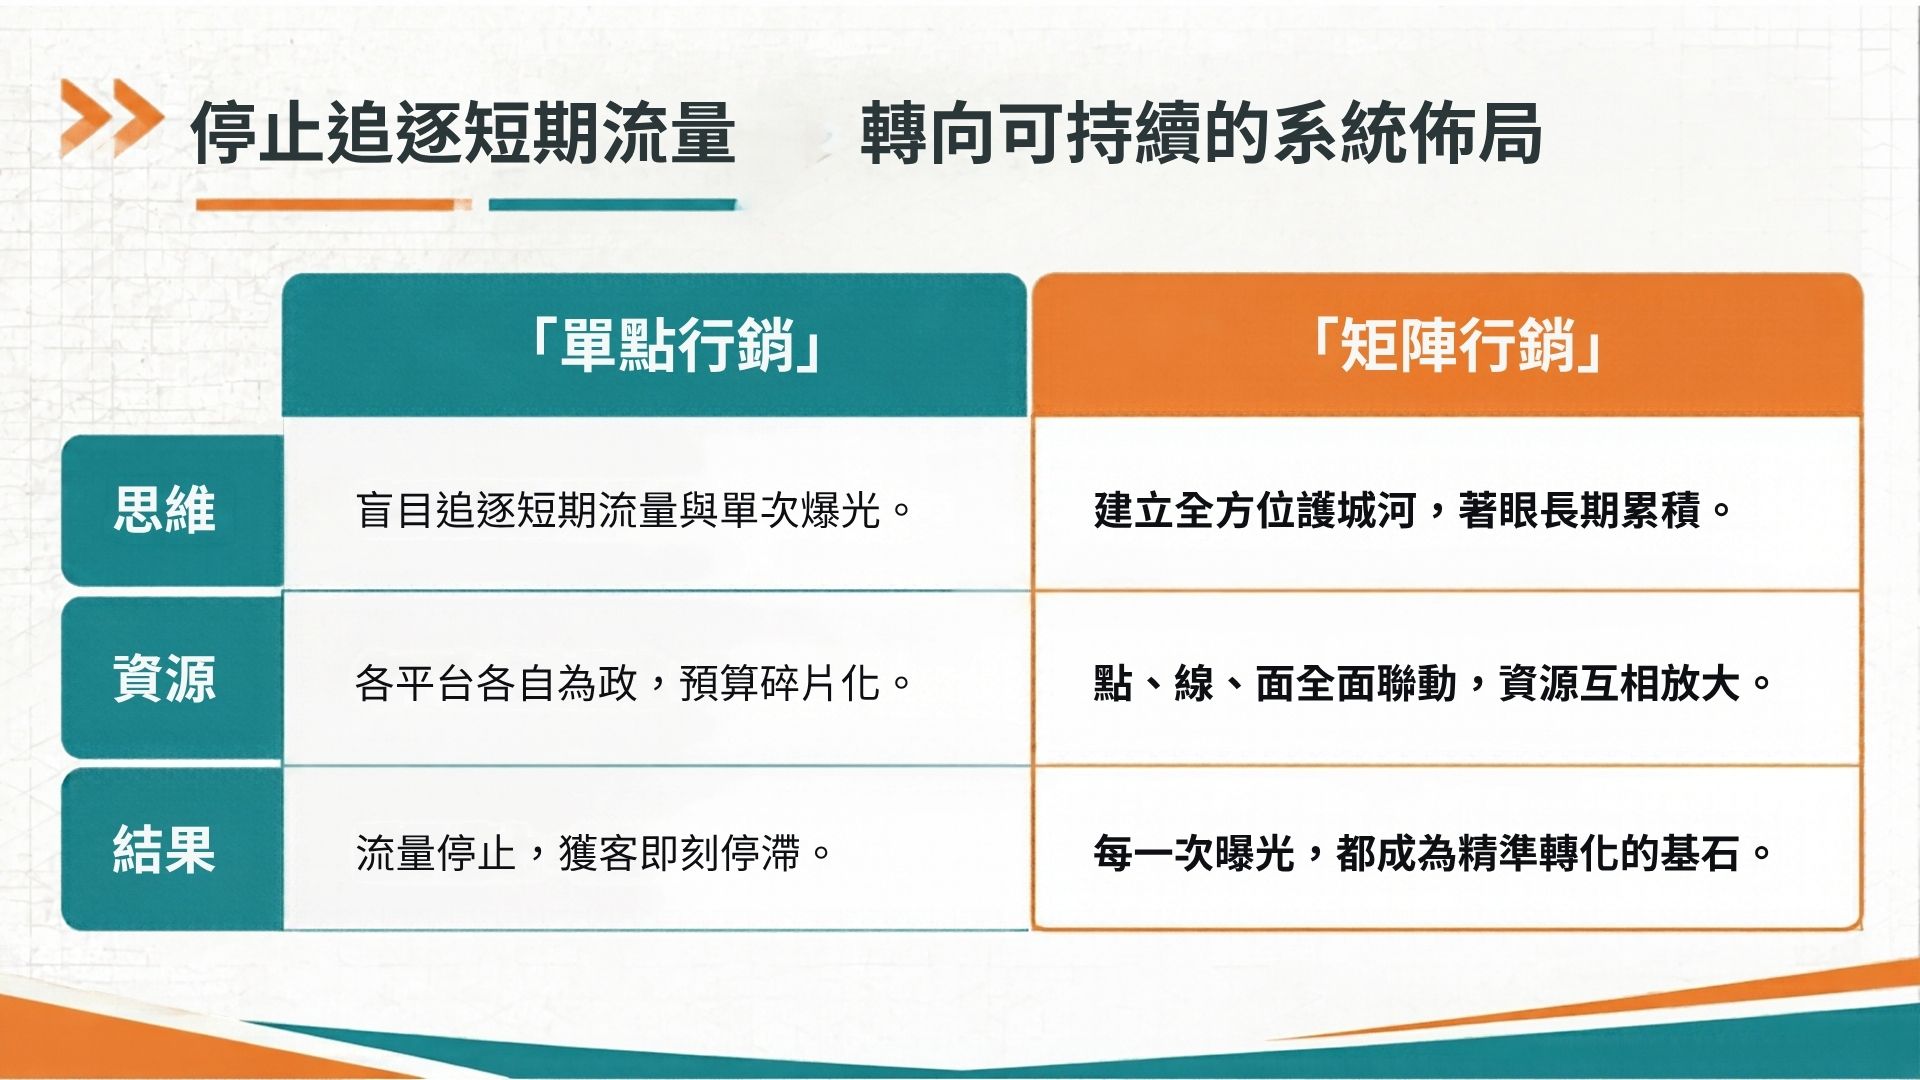 停止追逐短期流量　轉向可持續的系統佈局
「單點行銷」　「矩陣行銷」
思維　盲目追逐短期流量與單次爆光。　建立全方位護城河，著眼長期累積。
資源　各平台各自為政，預算碎片化。　點、線、面全面聯動，資源互相放大。
結果　流量停止，獲客即刻停滯。　每一次曝光，都成為精準轉化的基石。